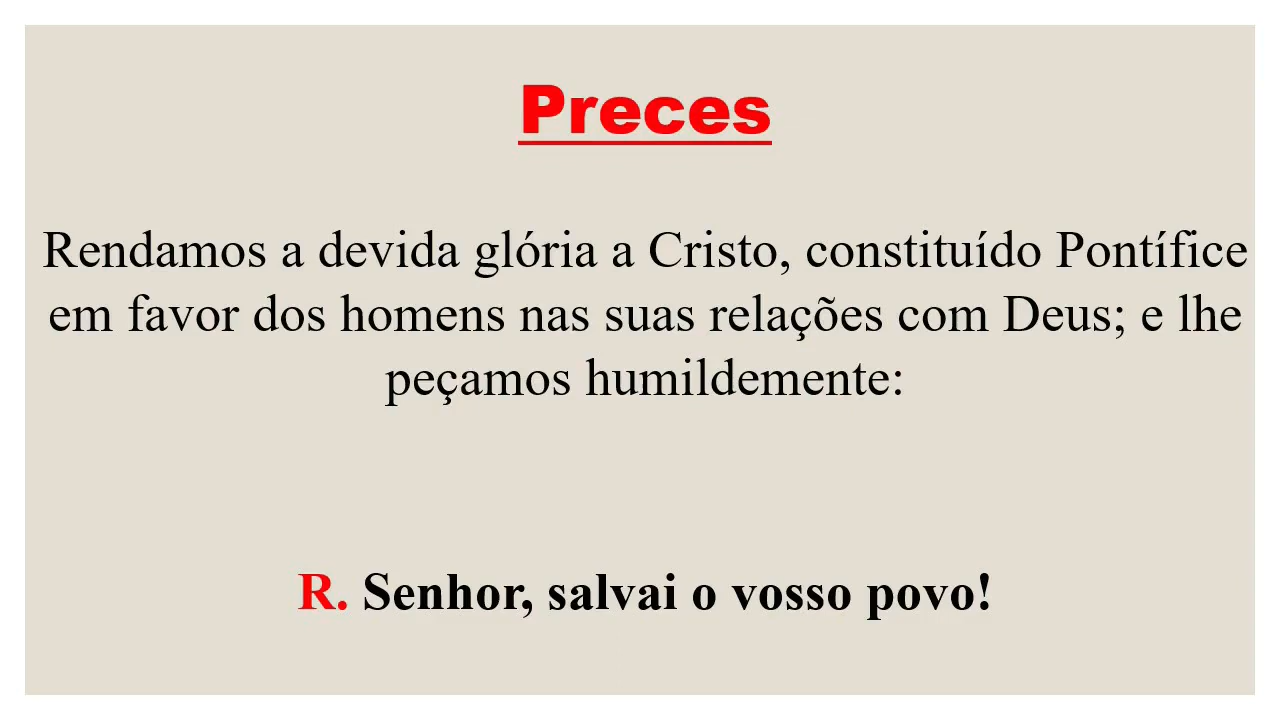 Preces
Rendamos a devida glória a Cristo, constituído Pontífice
em favor dos homens nas suas relações com Deus; e lhe
peçamos humildemente:
R. Senhor, salvai o vosso povo!